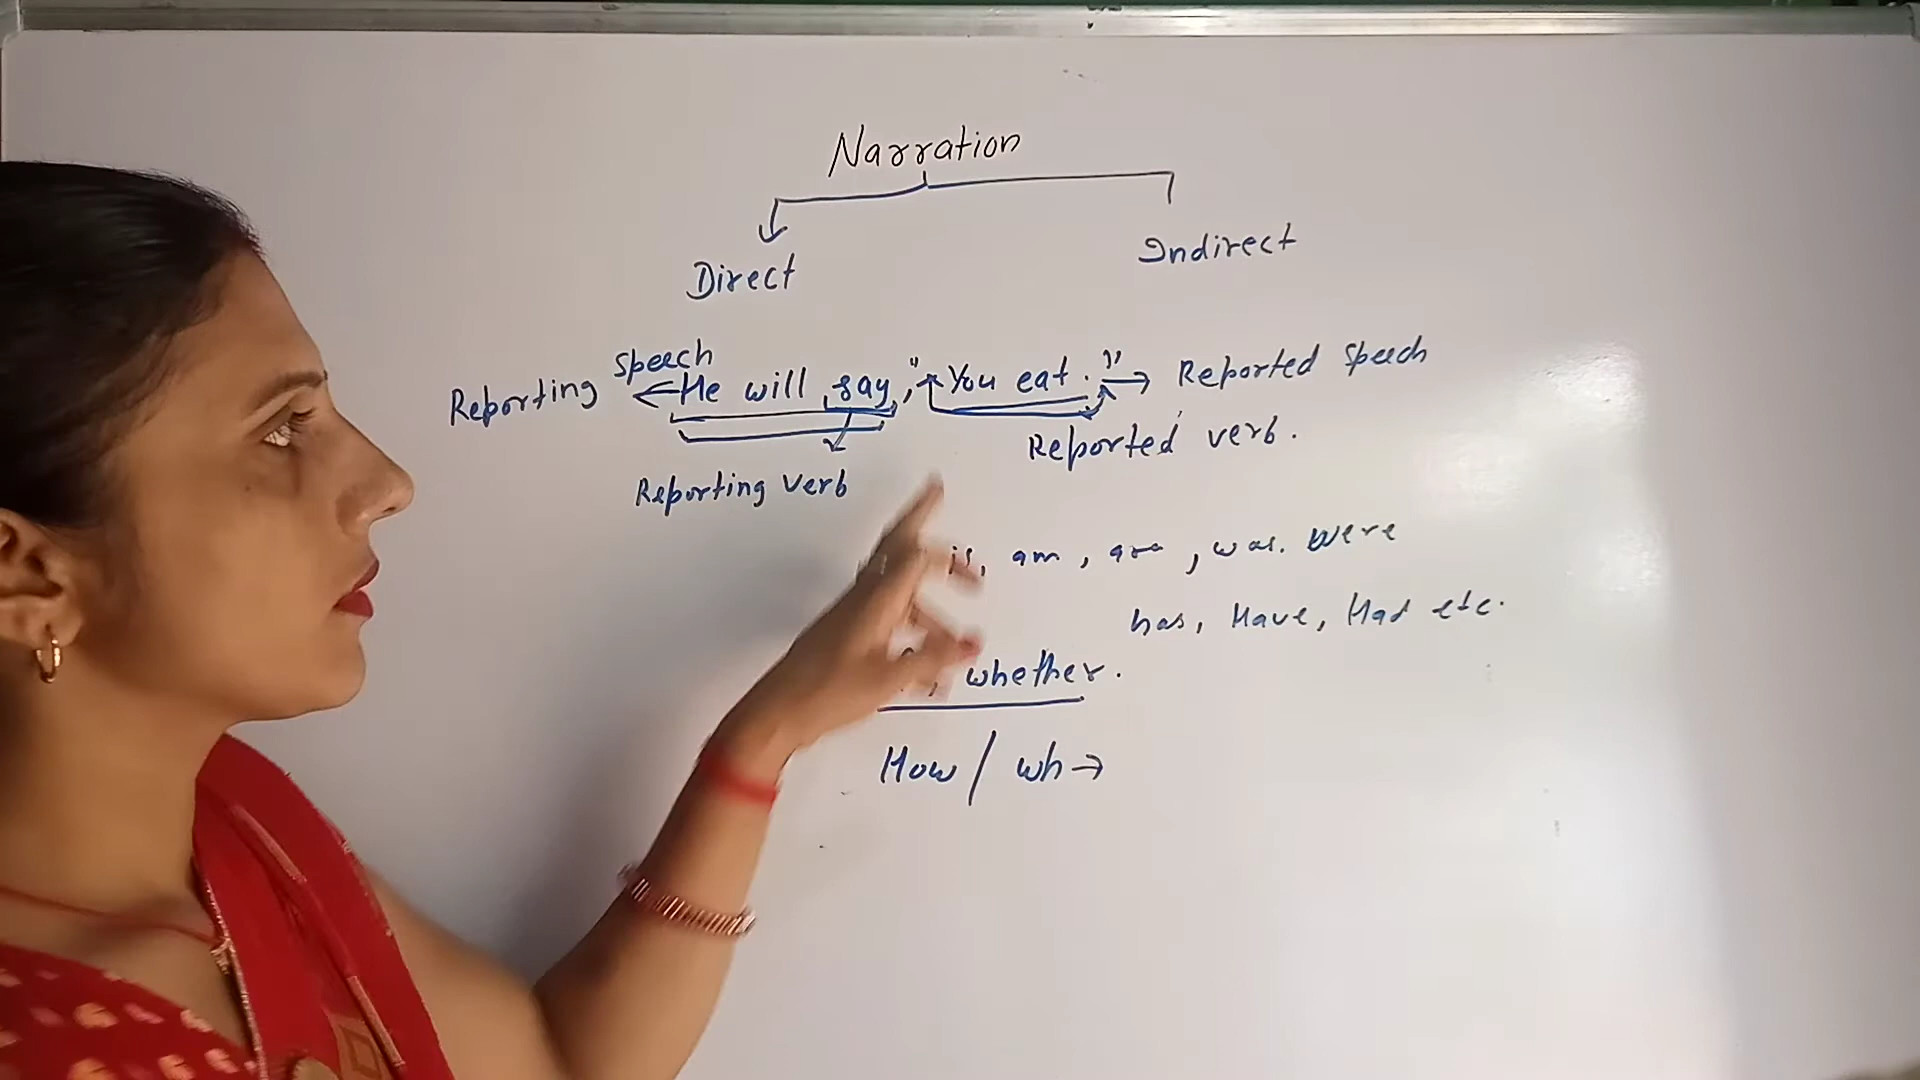 Narration
Direct
Indirect
Reporting Speech
He will say, "You eat."
Reported Speech
Reporting verb
Reported verb.
is, am, are, was. were
has, Have, Had etc.
, whether.
How / wh →